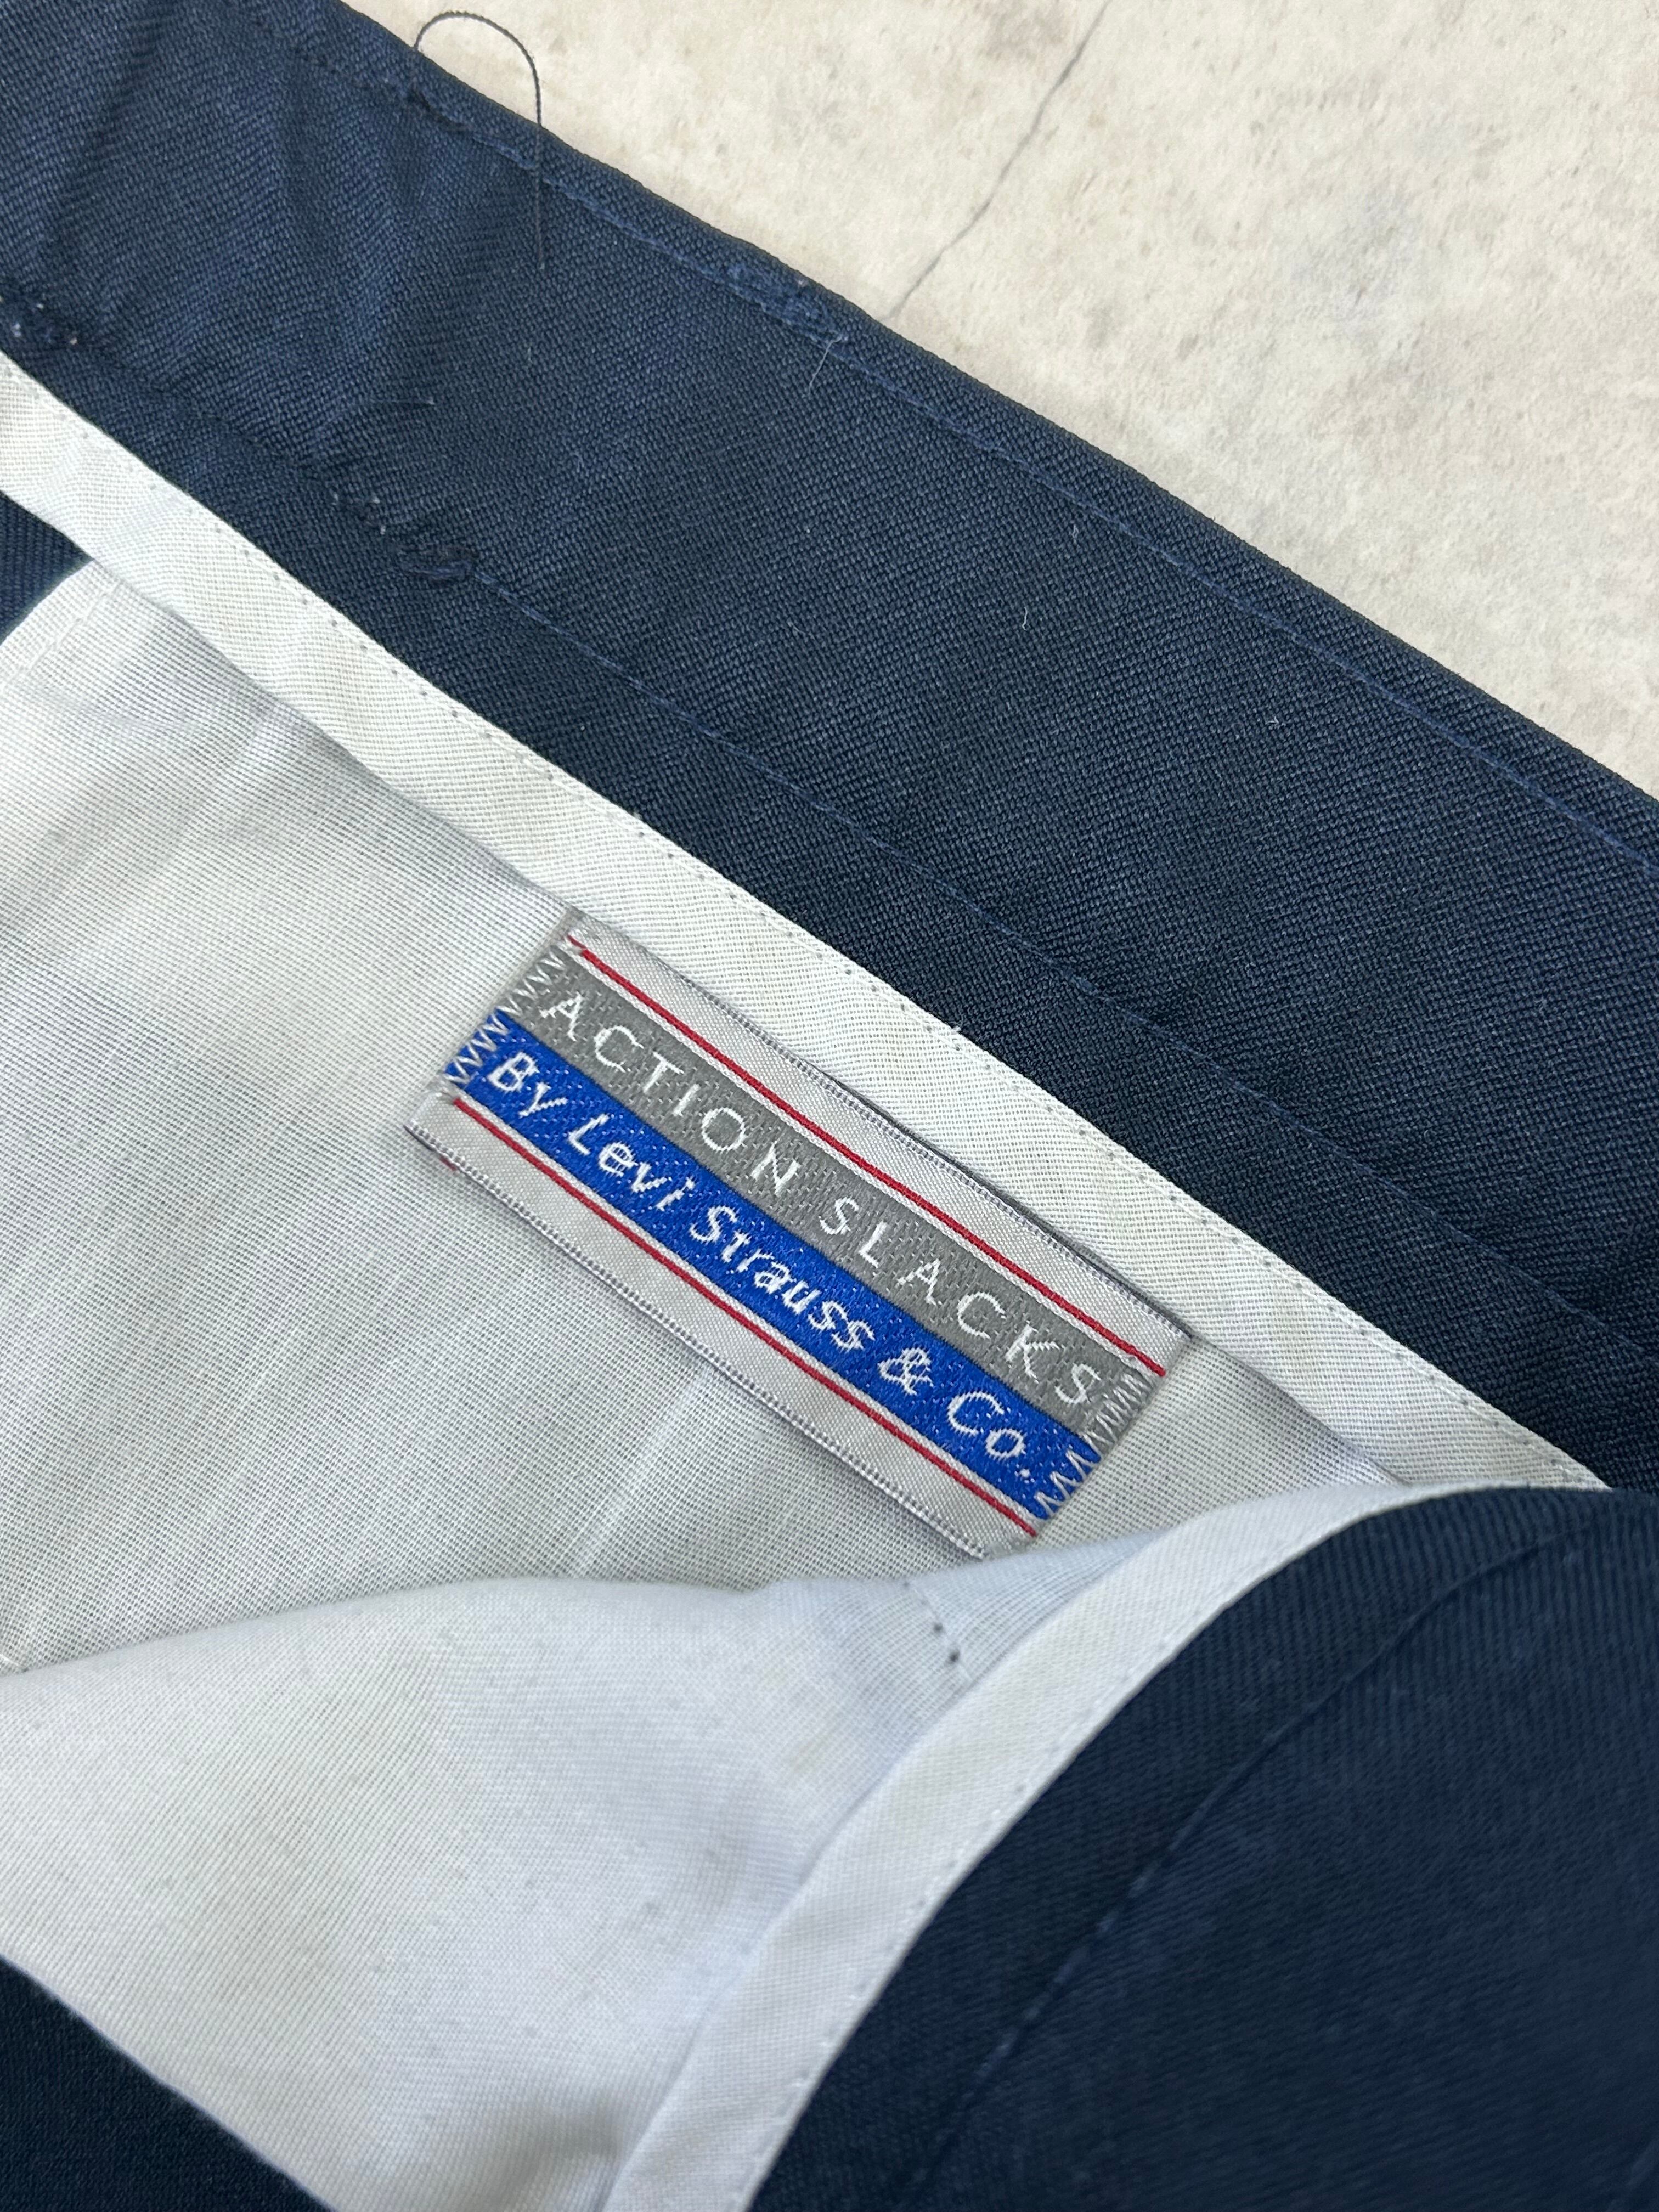 ACTION SLACKS
By Levi Strauss & Co.